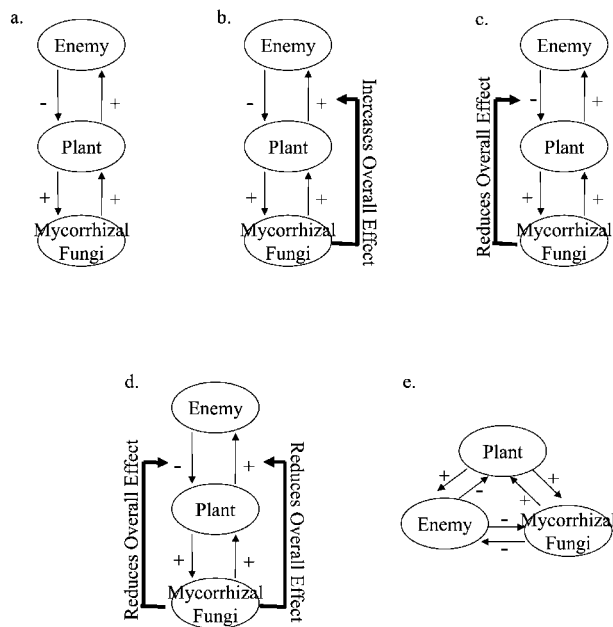 a.
Enemy
-
+
Plant
+
+
Mycorrhizal
Fungi
b.
Enemy
-
+
Plant
+
+
Mycorrhizal
Fungi
Increases Overall Effect
c.
Enemy
-
+
Plant
+
+
Mycorrhizal
Fungi
Reduces Overall Effect
d.
Enemy
-
+
Plant
+
+
Mycorrhizal
Fungi
Reduces Overall Effect
Reduces Overall Effect
e.
Plant
+
-
+
+
Enemy
-
-
Mycorrhizal
Fungi